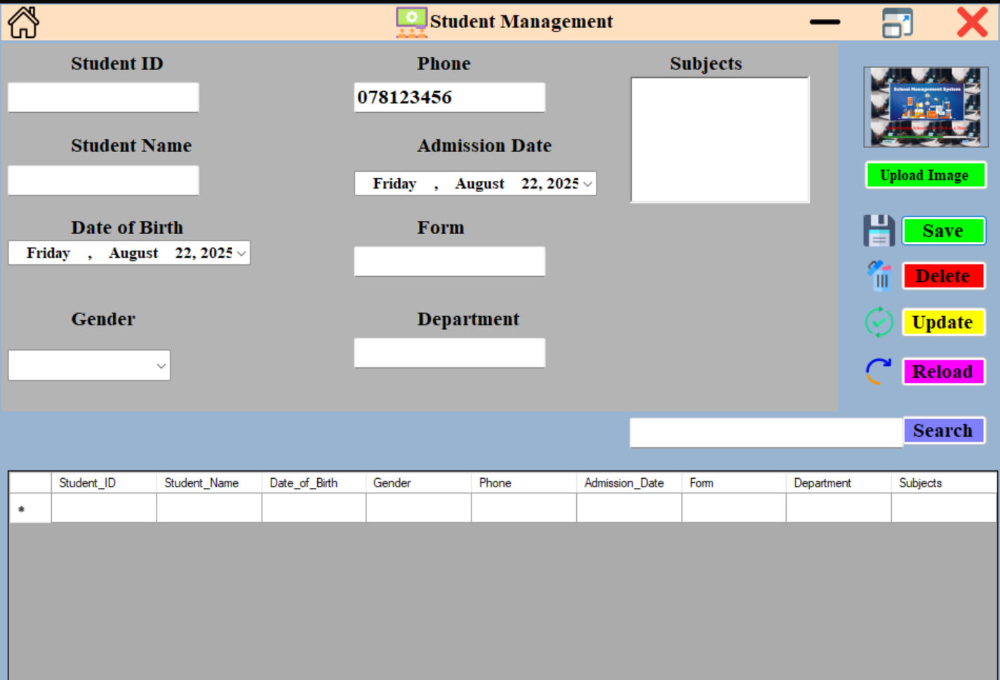 Student Management
Student ID
Phone
Subjects
078123456
School Management System
Student Name
Admission Date
Upload Image
Friday , August 22, 2025
Date of Birth
Form
Save
Friday , August 22, 2025
Delete
Gender
Department
Update
Reload
Search
Student_ID Student_Name Date_of_Birth Gender Phone Admission_Date Form Department Subjects